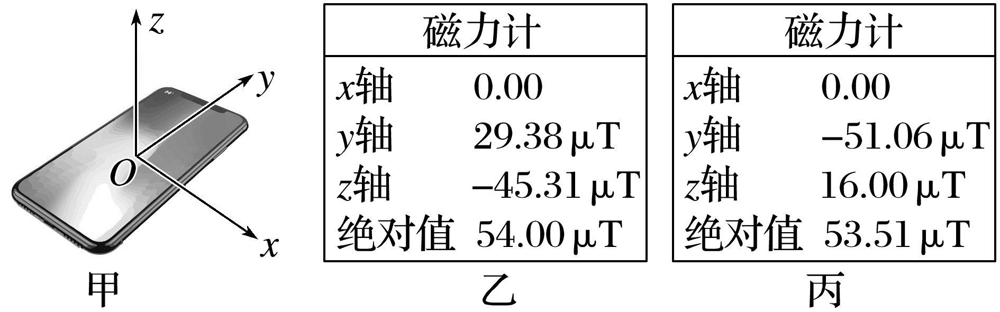 z
y
O
x
甲
磁力计
x轴 0.00
y轴 29.38 μT
z轴 −45.31 μT
绝对值 54.00 μT
乙
磁力计
x轴 0.00
y轴 −51.06 μT
z轴 16.00 μT
绝对值 53.51 μT
丙